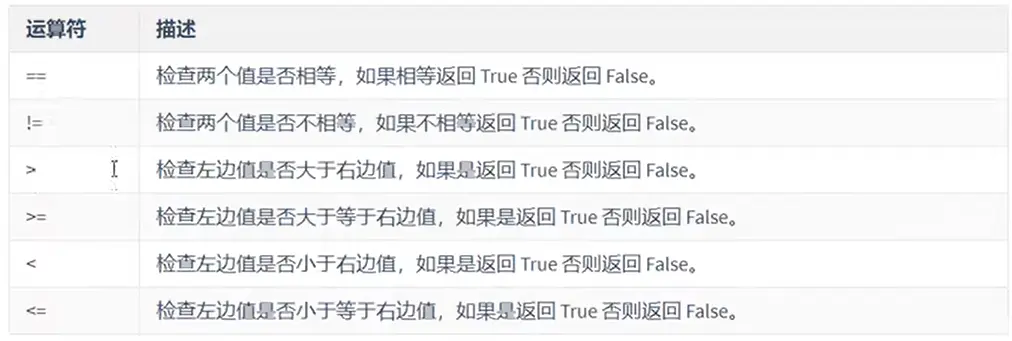 运算符 描述
== 检查两个值是否相等，如果相等返回 True 否则返回 False。
!= 检查两个值是否不相等，如果不相等返回 True 否则返回 False。
> 检查左边值是否大于右边值，如果是返回 True 否则返回 False。
>= 检查左边值是否大于等于右边值，如果是返回 True 否则返回 False。
< 检查左边值是否小于右边值，如果是返回 True 否则返回 False。
<= 检查左边值是否小于等于右边值，如果是返回 True 否则返回 False。